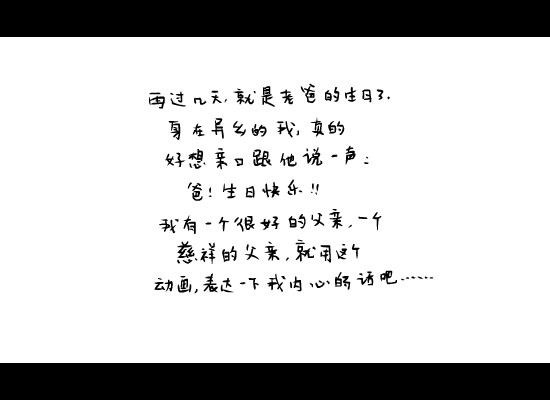 再过几天,就是老爸的生日了.
身在异乡的我,真的
好想亲口跟他说一声:
爸!生日快乐!!
我有一个很好的父亲,一个
慈祥的父亲,就用这个
动画,表达一下我内心的话吧……